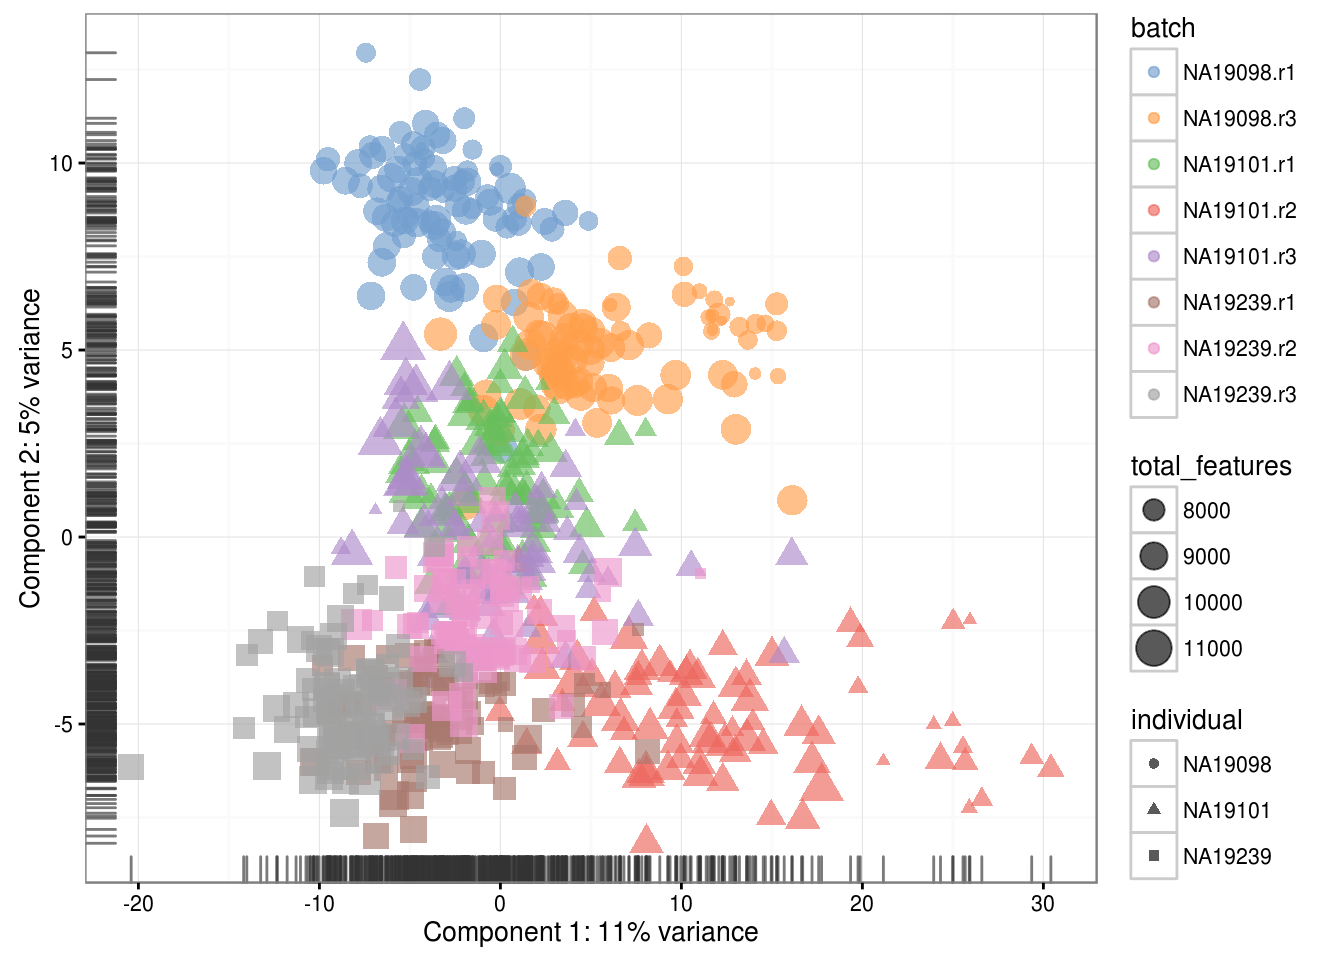 batch
NA19098.r1
NA19098.r3
NA19101.r1
NA19101.r2
NA19101.r3
NA19239.r1
NA19239.r2
NA19239.r3
total_features
8000
9000
10000
11000
individual
NA19098
NA19101
NA19239
Component 2: 5% variance
10
5
0
-5
-20
-10
0
10
20
30
Component 1: 11% variance